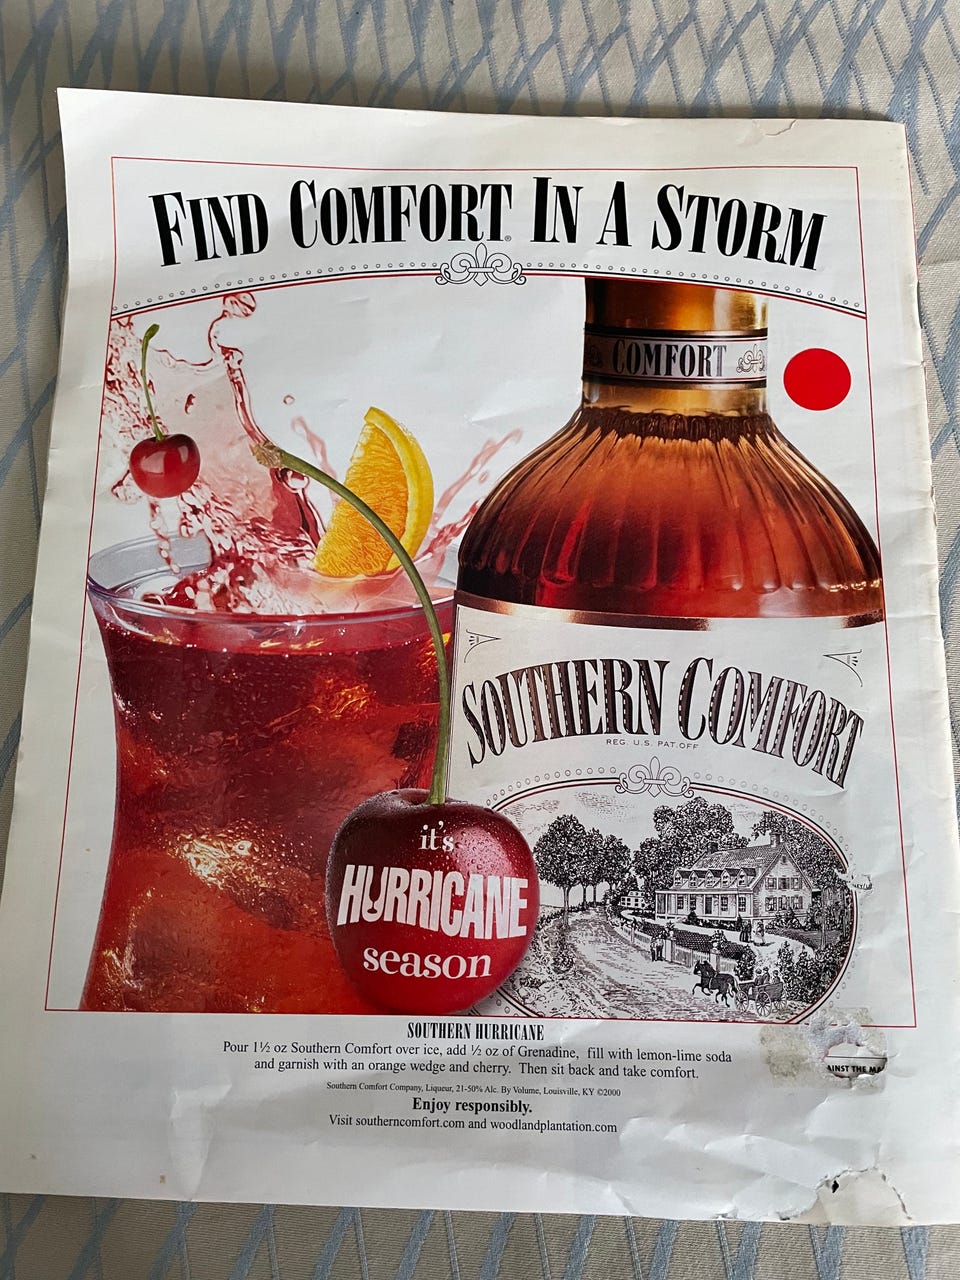 FIND COMFORT® IN A STORM
COMFORT
SOUTHERN COMFORT
REG. U.S. PAT. OFF
it's
HURRICANE
season
SOUTHERN HURRICANE
Pour 1½ oz Southern Comfort over ice, add ½ oz of Grenadine, fill with lemon-lime soda
and garnish with an orange wedge and cherry. Then sit back and take comfort.
Southern Comfort Company, Liqueur, 21-50% Alc. By Volume, Louisville, KY ©2000
Enjoy responsibly.
Visit southerncomfort.com and woodlandplantation.com
AINST THE MA